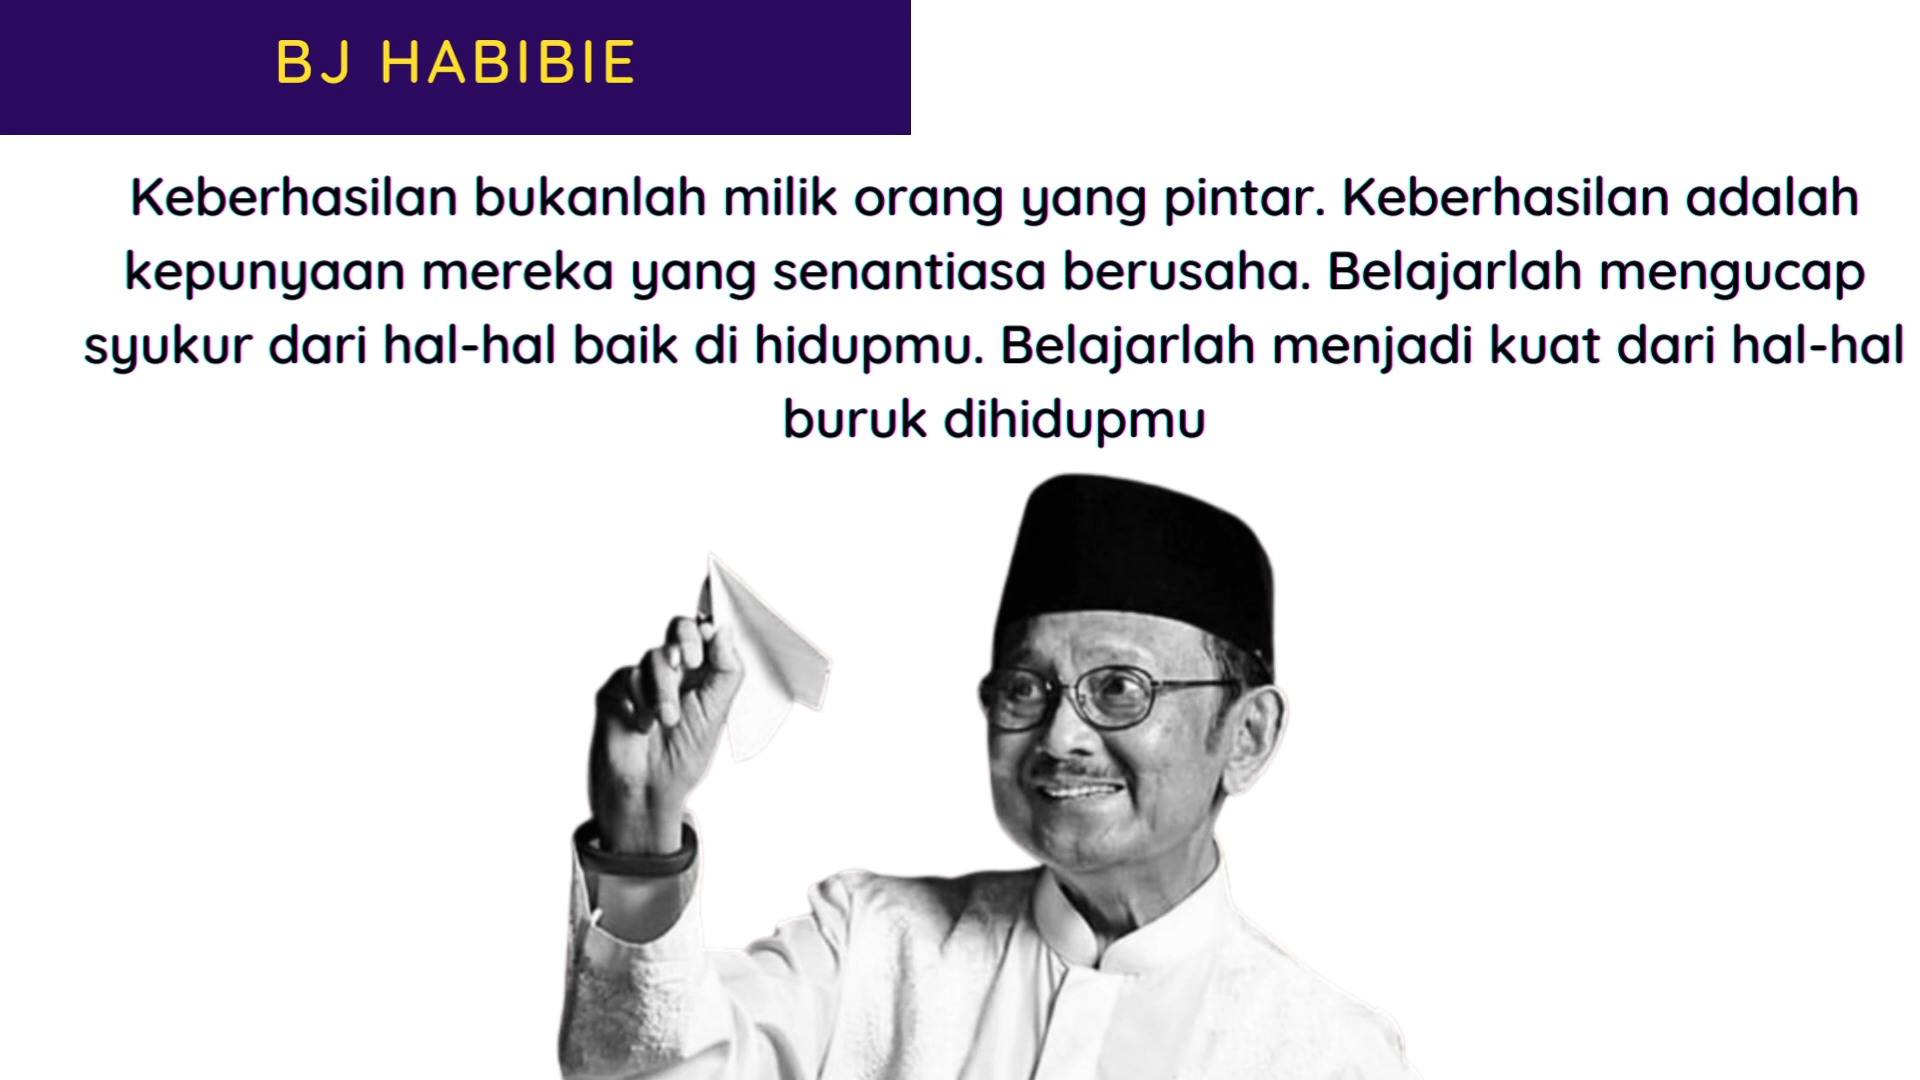 BJ HABIBIE
Keberhasilan bukanlah milik orang yang pintar. Keberhasilan adalah
kepunyaan mereka yang senantiasa berusaha. Belajarlah mengucap
syukur dari hal-hal baik di hidupmu. Belajarlah menjadi kuat dari hal-hal
buruk dihidupmu